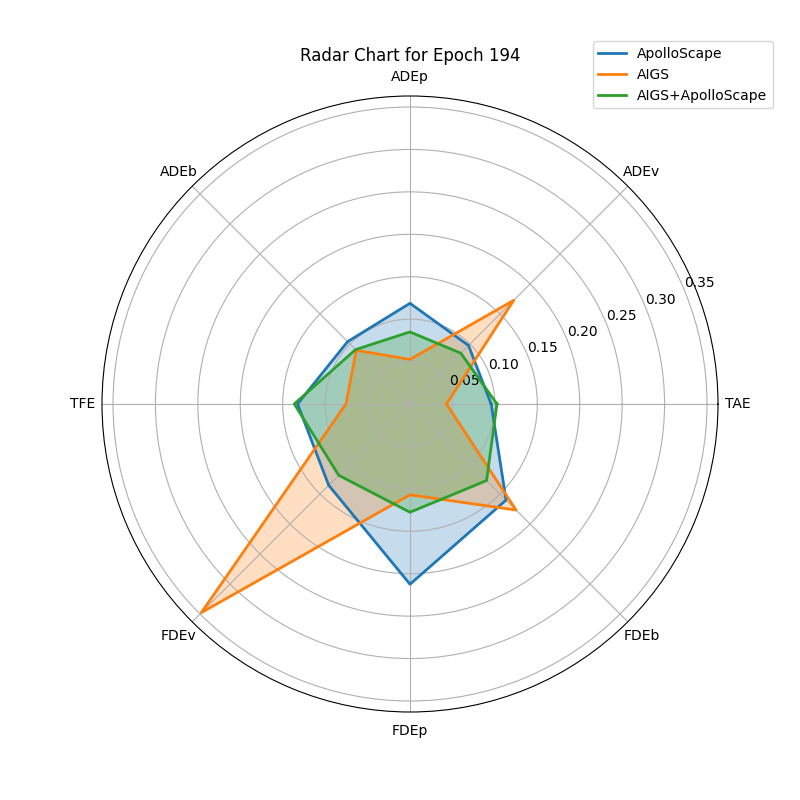 Radar Chart for Epoch 194
ApolloScape
AIGS
AIGS+ApolloScape
ADEp
ADEb
ADEv
0.35
0.30
0.25
0.20
0.15
0.10
0.05
TFE
TAE
FDEv
FDEb
FDEp